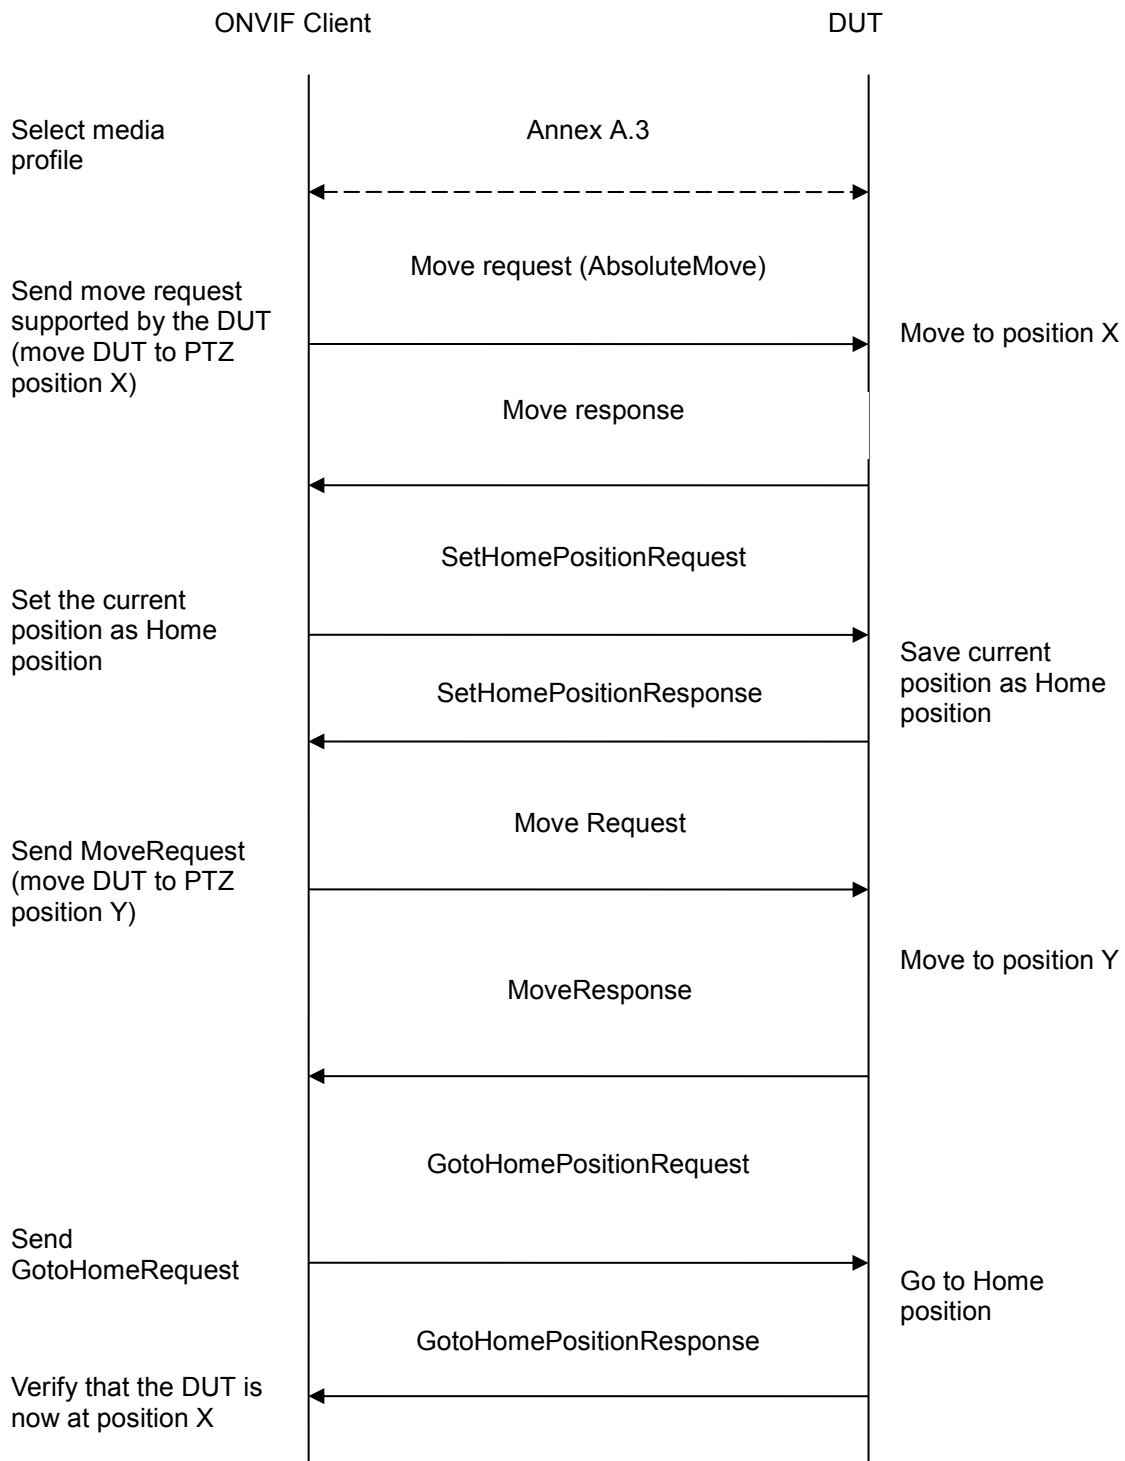 ONVIF Client
DUT
Select media
profile
Annex A.3
Move request (AbsoluteMove)
Send move request
supported by the DUT
(move DUT to PTZ
position X)
Move to position X
Move response
SetHomePositionRequest
Set the current
position as Home
position
Save current
position as Home
position
SetHomePositionResponse
Move Request
Send MoveRequest
(move DUT to PTZ
position Y)
Move to position Y
MoveResponse
GotoHomePositionRequest
Send
GotoHomeRequest
Go to Home
position
GotoHomePositionResponse
Verify that the DUT is
now at position X